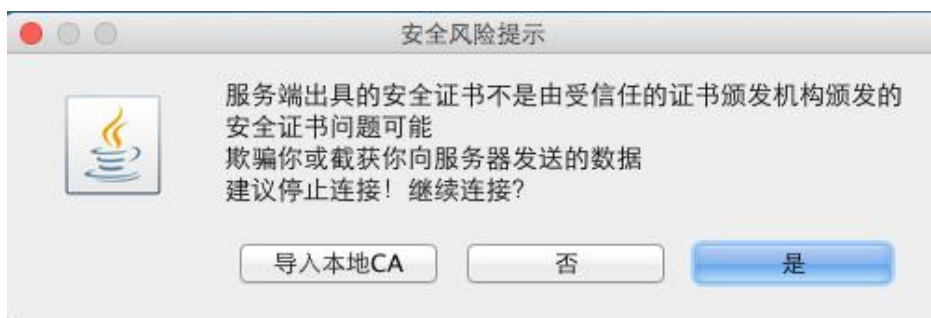 安全风险提示
服务端出具的安全证书不是由受信任的证书颁发机构颁发的
安全证书问题可能
欺骗你或截获你向服务器发送的数据
建议停止连接！继续连接?
导入本地CA
否
是